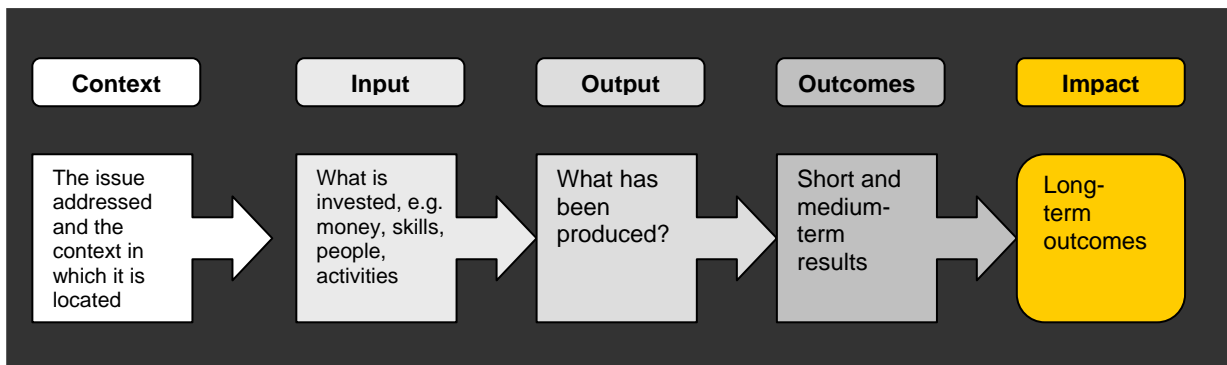 Context
Input
Output
Outcomes
Impact
The issue
addressed
and the
context in
which it is
located
What is
invested, e.g.
money, skills,
people,
activities
What has
been
produced?
Short and
medium-
term
results
Long-
term
outcomes